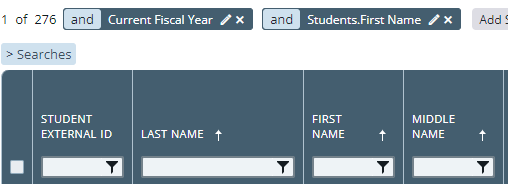 1 of 276 and Current Fiscal Year and Students.First Name Add S
> Searches
STUDENT EXTERNAL ID
LAST NAME
FIRST NAME
MIDDLE NAME